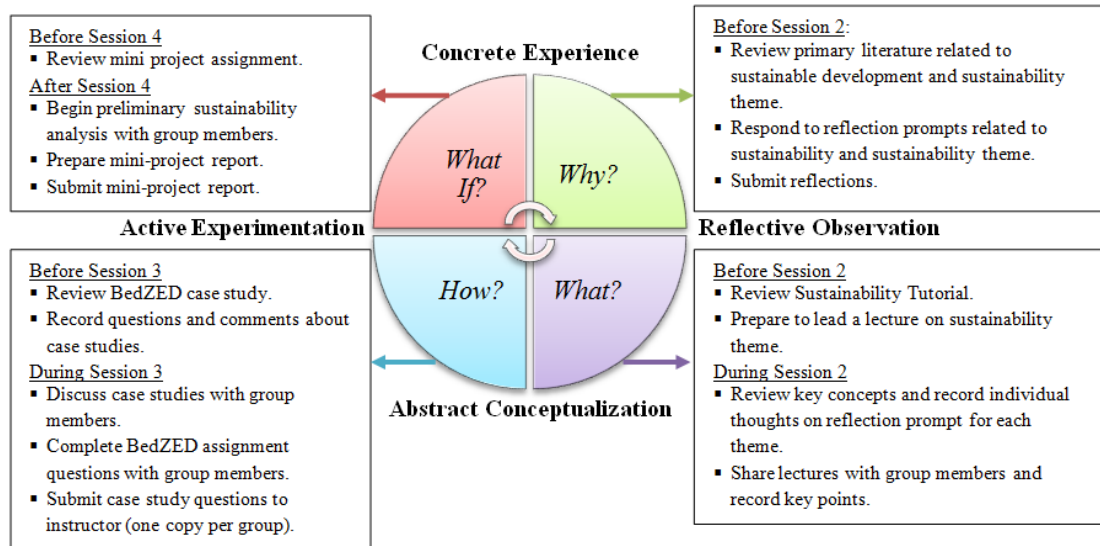 Before Session 4
▪ Review mini project assignment.
After Session 4
▪ Begin preliminary sustainability
analysis with group members.
▪ Prepare mini-project report.
▪ Submit mini-project report.
Concrete Experience
Before Session 2:
▪ Review primary literature related to
sustainable development and sustainability
theme.
▪ Respond to reflection prompts related to
sustainability and sustainability theme.
▪ Submit reflections.
What
If?
Why?
Active Experimentation
Reflective Observation
How?
What?
Before Session 3
▪ Review BedZED case study.
▪ Record questions and comments about
case studies.
During Session 3
▪ Discuss case studies with group
members.
▪ Complete BedZED assignment
questions with group members.
▪ Submit case study questions to
instructor (one copy per group).
Abstract Conceptualization
Before Session 2
▪ Review Sustainability Tutorial.
▪ Prepare to lead a lecture on sustainability
theme.
During Session 2
▪ Review key concepts and record individual
thoughts on reflection prompt for each
theme.
▪ Share lectures with group members and
record key points.